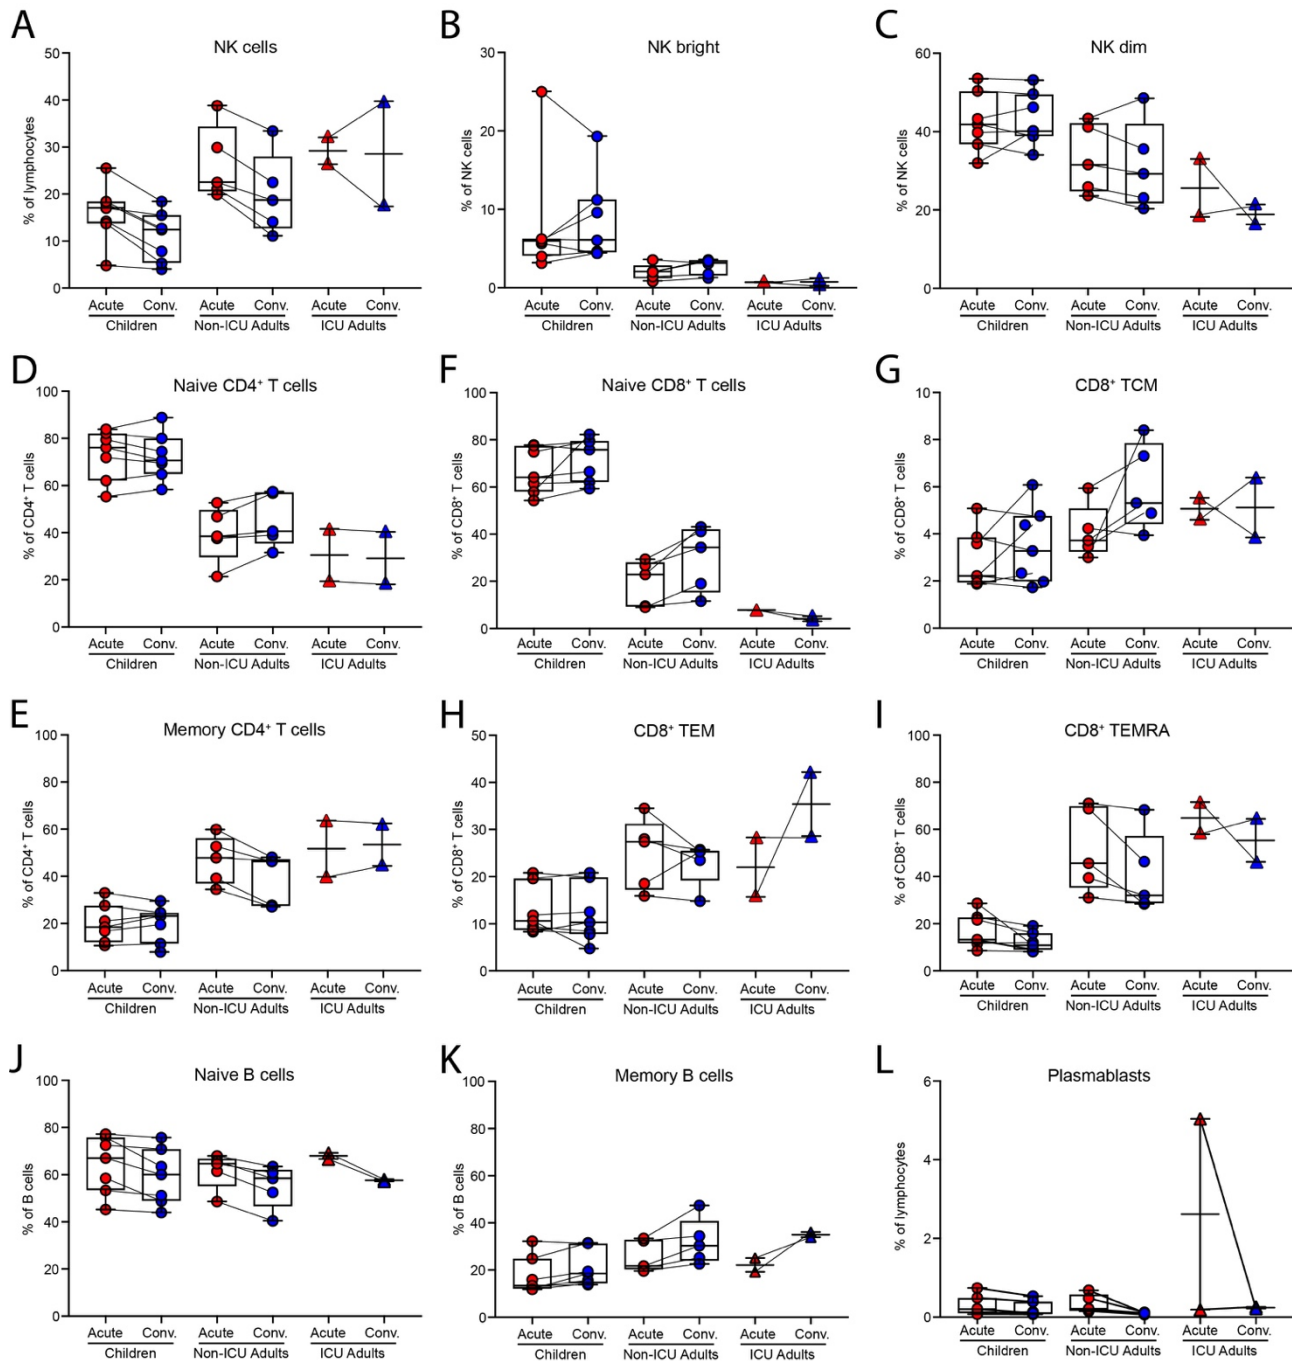 A
NK cells
% of lymphocytes
50
40
30
20
10
0
Acute Conv. Acute Conv. Acute Conv.
Children Non-ICU Adults ICU Adults
B
NK bright
% of NK cells
30
20
10
0
Acute Conv. Acute Conv. Acute Conv.
Children Non-ICU Adults ICU Adults
C
NK dim
% of NK cells
60
40
20
0
Acute Conv. Acute Conv. Acute Conv.
Children Non-ICU Adults ICU Adults
D
Naive CD4⁺ T cells
% of CD4⁺ T cells
100
80
60
40
20
0
Acute Conv. Acute Conv. Acute Conv.
Children Non-ICU Adults ICU Adults
F
Naive CD8⁺ T cells
% of CD8⁺ T cells
100
80
60
40
20
0
Acute Conv. Acute Conv. Acute Conv.
Children Non-ICU Adults ICU Adults
G
CD8⁺ TCM
% of CD8⁺ T cells
10
8
6
4
2
0
Acute Conv. Acute Conv. Acute Conv.
Children Non-ICU Adults ICU Adults
E
Memory CD4⁺ T cells
% of CD4⁺ T cells
100
80
60
40
20
0
Acute Conv. Acute Conv. Acute Conv.
Children Non-ICU Adults ICU Adults
H
CD8⁺ TEM
% of CD8⁺ T cells
50
40
30
20
10
0
Acute Conv. Acute Conv. Acute Conv.
Children Non-ICU Adults ICU Adults
I
CD8⁺ TEMRA
% of CD8⁺ T cells
100
80
60
40
20
0
Acute Conv. Acute Conv. Acute Conv.
Children Non-ICU Adults ICU Adults
J
Naive B cells
% of B cells
100
80
60
40
20
0
Acute Conv. Acute Conv. Acute Conv.
Children Non-ICU Adults ICU Adults
K
Memory B cells
% of B cells
100
80
60
40
20
0
Acute Conv. Acute Conv. Acute Conv.
Children Non-ICU Adults ICU Adults
L
Plasmablasts
% of lymphocytes
6
4
2
0
Acute Conv. Acute Conv. Acute Conv.
Children Non-ICU Adults ICU Adults